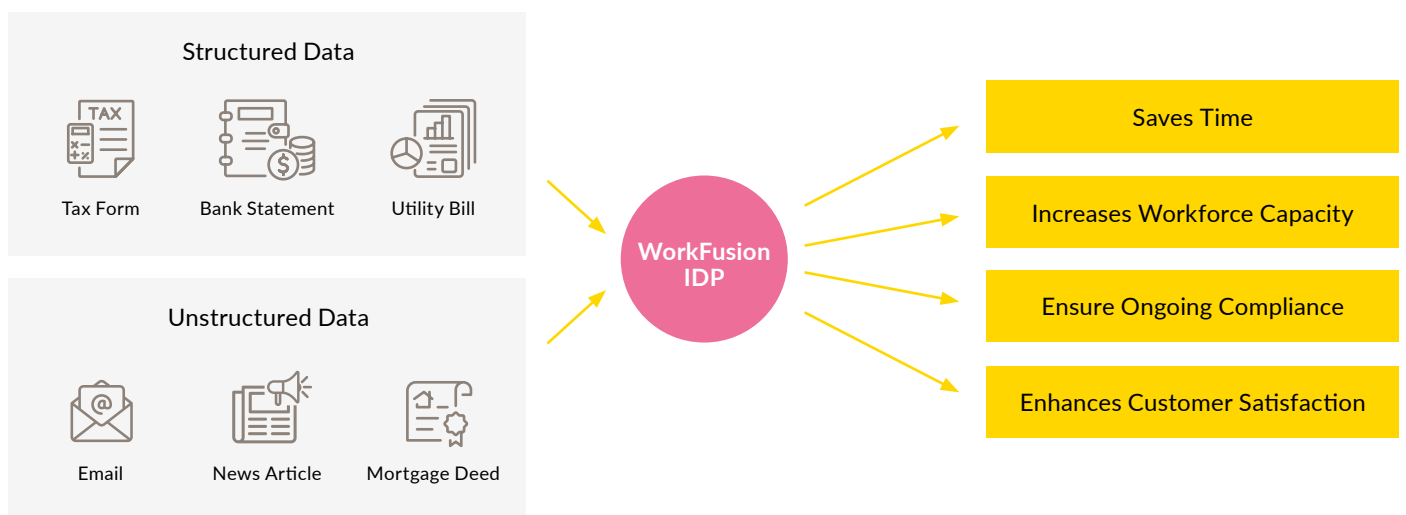 Structured Data
TAX
Tax Form
Bank Statement
Utility Bill
Unstructured Data
Email
News Article
Mortgage Deed
WorkFusion
IDP
Saves Time
Increases Workforce Capacity
Ensure Ongoing Compliance
Enhances Customer Satisfaction